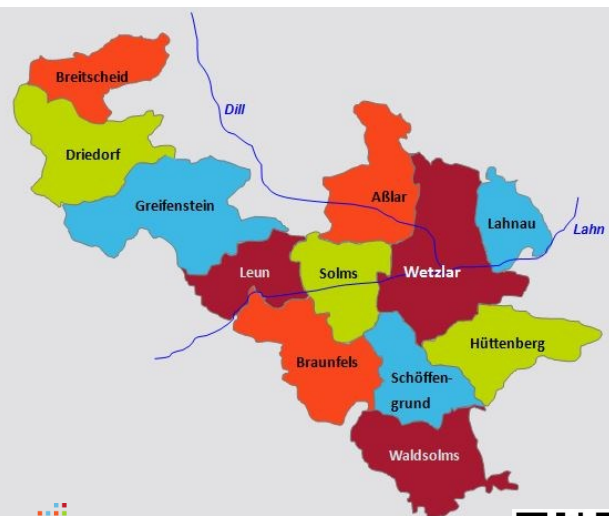 Breitscheid
Dill
Driedorf
Aßlar
Greifenstein
Lahnau
Lahn
Leun
Solms
Wetzlar
Hüttenberg
Braunfels
Schöffen-
grund
Waldsolms